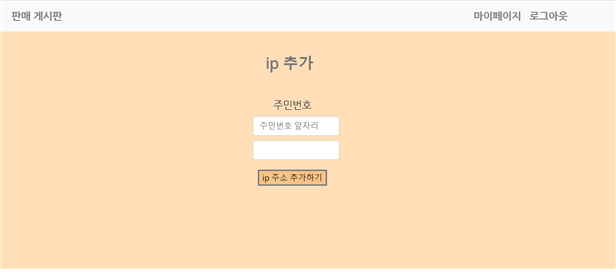 판매 게시판 마이페이지 로그아웃
ip 추가
주민번호
주민번호 앞자리
ip 주소 추가하기